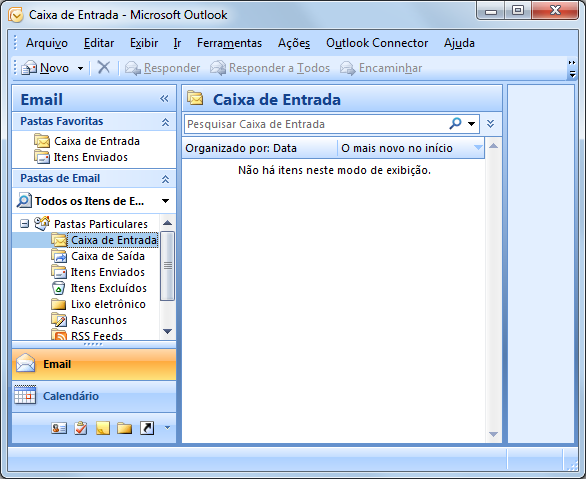 Caixa de Entrada - Microsoft Outlook
Arquivo Editar Exibir Ir Ferramentas Ações Outlook Connector Ajuda
Novo Responder Responder a Todos Encaminhar
Email
Pastas Favoritas
Caixa de Entrada
Itens Enviados
Pastas de Email
Todos os Itens de E...
Pastas Particulares
Caixa de Entrada
Caixa de Saída
Itens Enviados
Itens Excluídos
Lixo eletrônico
Rascunhos
RSS Feeds
Email
Calendário
Caixa de Entrada
Pesquisar Caixa de Entrada
Organizado por: Data O mais novo no início
Não há itens neste modo de exibição.